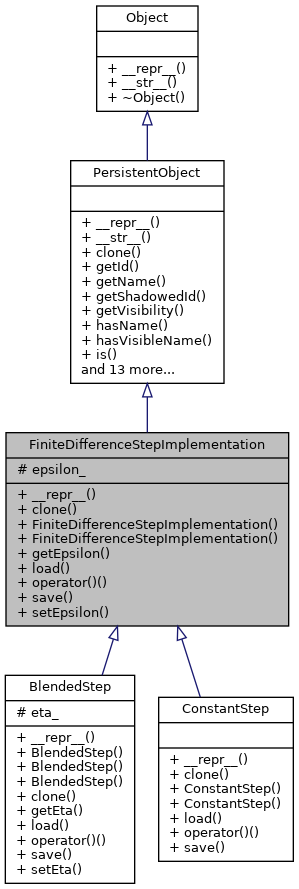 Object
+ __repr__()
+ __str__()
+ ~Object()
PersistentObject
+ __repr__()
+ __str__()
+ clone()
+ getId()
+ getName()
+ getShadowedId()
+ getVisibility()
+ hasName()
+ hasVisibleName()
+ is()
and 13 more...
FiniteDifferenceStepImplementation
# epsilon_
+ __repr__()
+ clone()
+ FiniteDifferenceStepImplementation()
+ FiniteDifferenceStepImplementation()
+ getEpsilon()
+ load()
+ operator()()
+ save()
+ setEpsilon()
BlendedStep
# eta_
+ __repr__()
+ BlendedStep()
+ BlendedStep()
+ BlendedStep()
+ clone()
+ getEta()
+ load()
+ operator()()
+ save()
+ setEta()
ConstantStep
+ __repr__()
+ clone()
+ ConstantStep()
+ ConstantStep()
+ load()
+ operator()()
+ save()